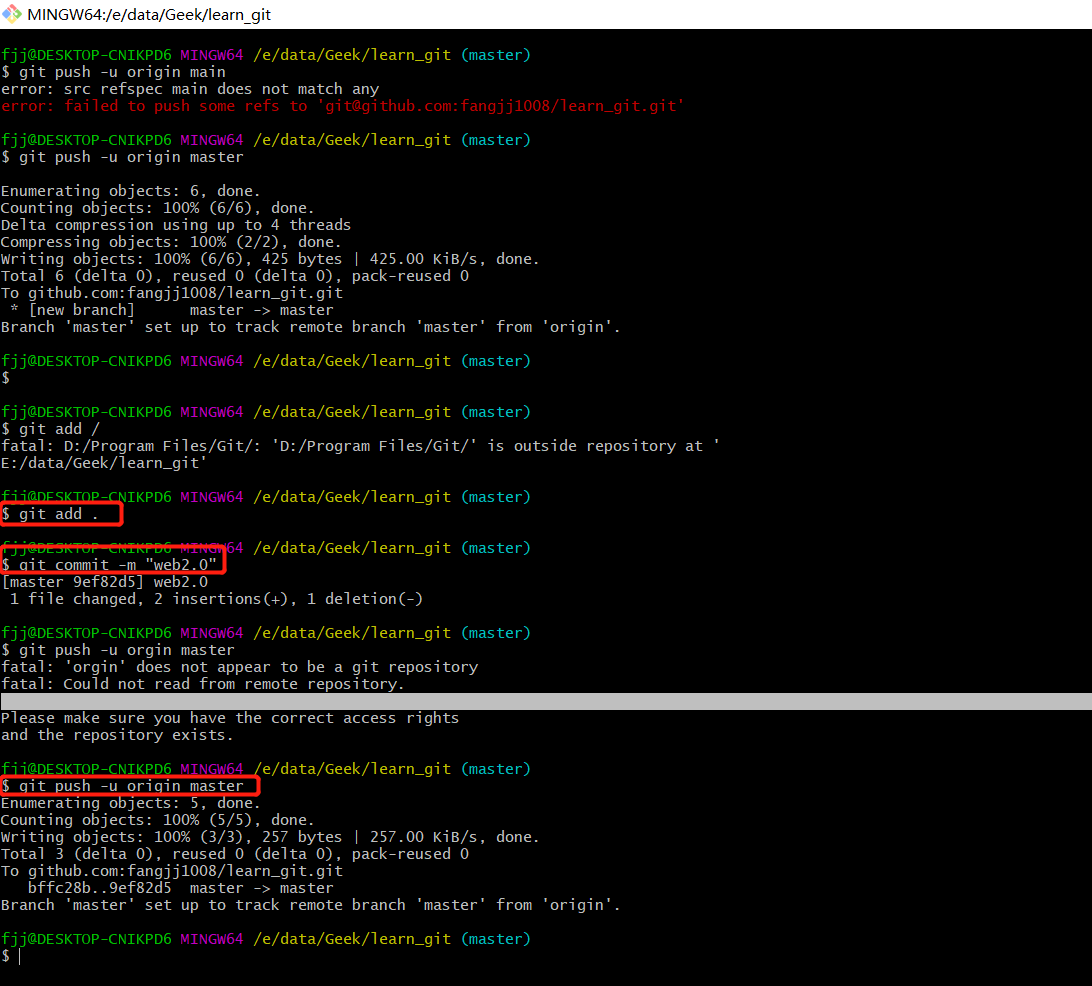 MINGW64:/e/data/Geek/learn_git
fjj@DESKTOP-CNIKPD6 MINGW64 /e/data/Geek/learn_git (master)
$ git push -u origin main
error: src refspec main does not match any
error: failed to push some refs to 'git@github.com:fangjj1008/learn_git.git'
fjj@DESKTOP-CNIKPD6 MINGW64 /e/data/Geek/learn_git (master)
$ git push -u origin master
Enumerating objects: 6, done.
Counting objects: 100% (6/6), done.
Delta compression using up to 4 threads
Compressing objects: 100% (2/2), done.
Writing objects: 100% (6/6), 425 bytes | 425.00 KiB/s, done.
Total 6 (delta 0), reused 0 (delta 0), pack-reused 0
To github.com:fangjj1008/learn_git.git
 * [new branch]      master -> master
Branch 'master' set up to track remote branch 'master' from 'origin'.
fjj@DESKTOP-CNIKPD6 MINGW64 /e/data/Geek/learn_git (master)
$
fjj@DESKTOP-CNIKPD6 MINGW64 /e/data/Geek/learn_git (master)
$ git add /
fatal: D:/Program Files/Git/: 'D:/Program Files/Git/' is outside repository at '
E:/data/Geek/learn_git'
fjj@DESKTOP-CNIKPD6 MINGW64 /e/data/Geek/learn_git (master)
$ git add .
fjj@DESKTOP-CNIKPD6 MINGW64 /e/data/Geek/learn_git (master)
$ git commit -m "web2.0"
[master 9ef82d5] web2.0
 1 file changed, 2 insertions(+), 1 deletion(-)
fjj@DESKTOP-CNIKPD6 MINGW64 /e/data/Geek/learn_git (master)
$ git push -u orgin master
fatal: 'orgin' does not appear to be a git repository
fatal: Could not read from remote repository.
Please make sure you have the correct access rights
and the repository exists.
fjj@DESKTOP-CNIKPD6 MINGW64 /e/data/Geek/learn_git (master)
$ git push -u origin master
Enumerating objects: 5, done.
Counting objects: 100% (5/5), done.
Writing objects: 100% (3/3), 257 bytes | 257.00 KiB/s, done.
Total 3 (delta 0), reused 0 (delta 0), pack-reused 0
To github.com:fangjj1008/learn_git.git
   bffc28b..9ef82d5  master -> master
Branch 'master' set up to track remote branch 'master' from 'origin'.
fjj@DESKTOP-CNIKPD6 MINGW64 /e/data/Geek/learn_git (master)
$